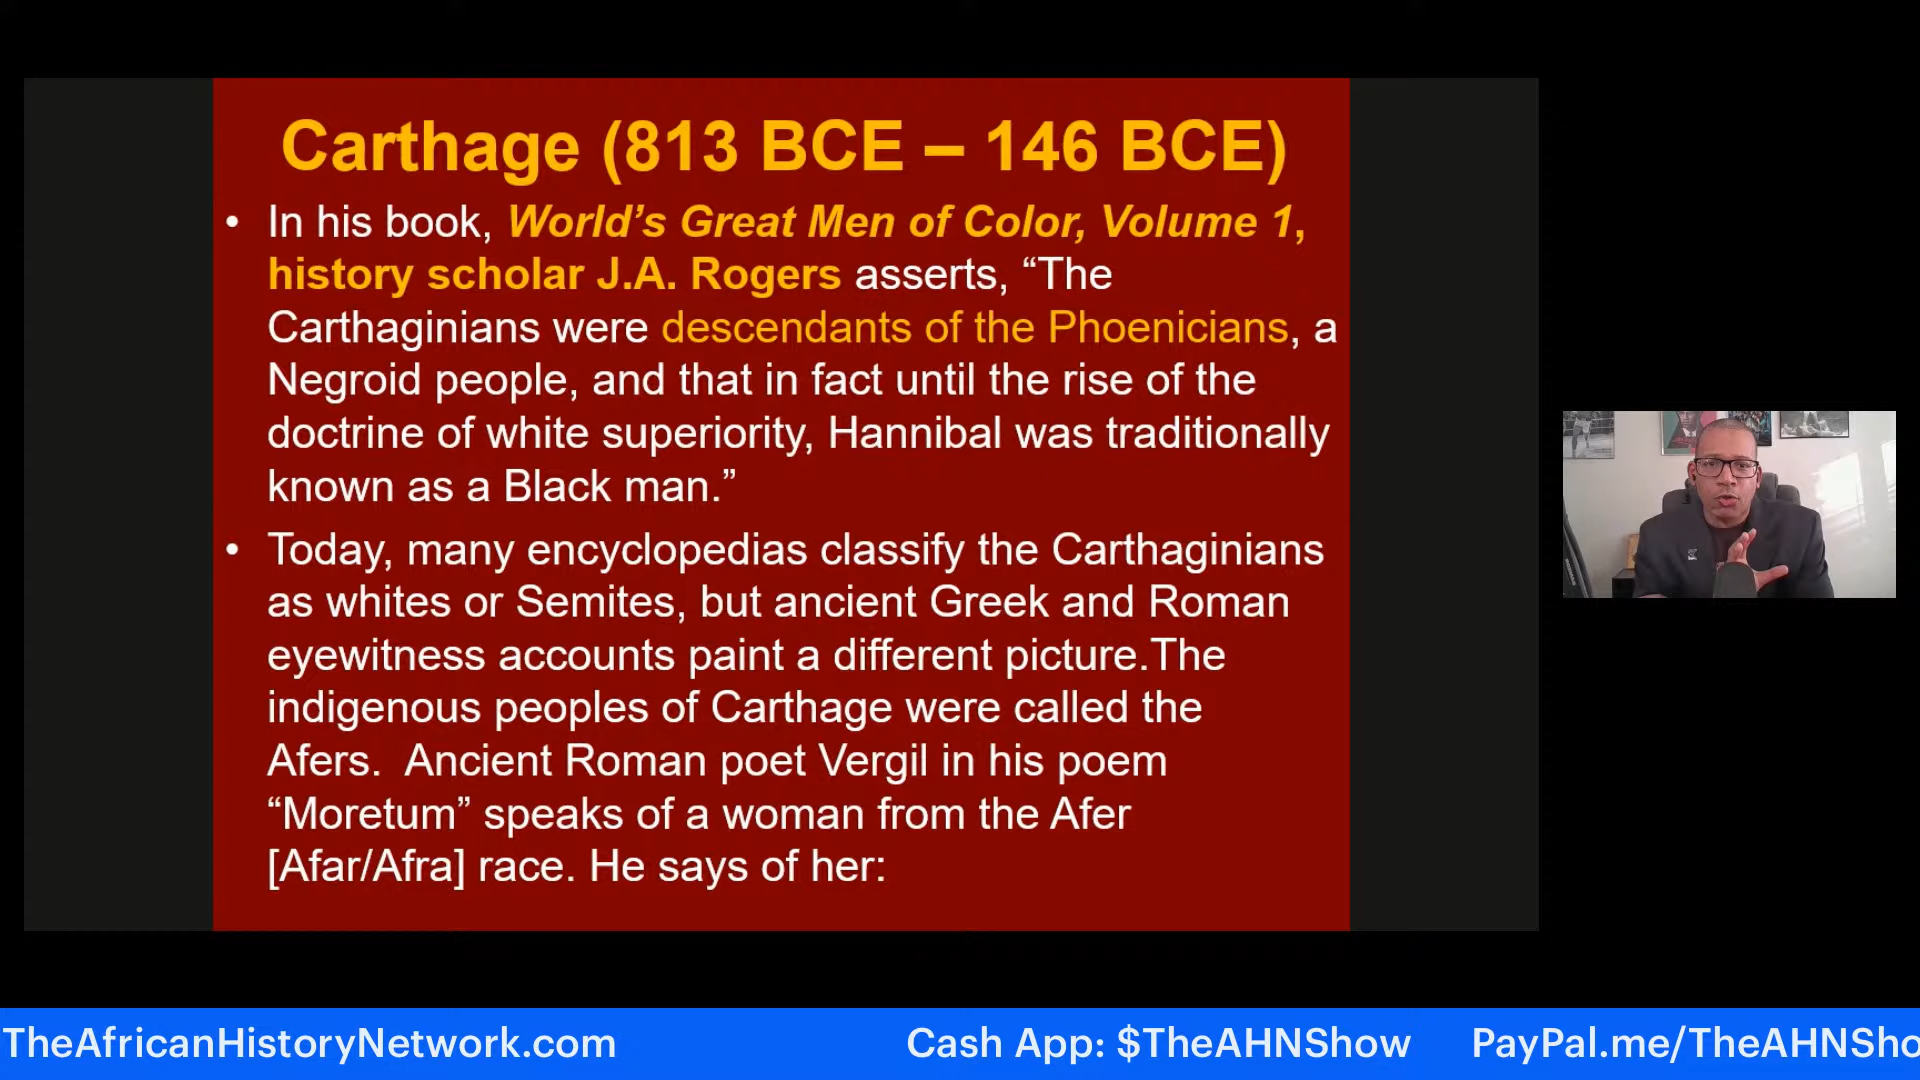 Carthage (813 BCE – 146 BCE)
• In his book, World’s Great Men of Color, Volume 1,
history scholar J.A. Rogers asserts, “The
Carthaginians were descendants of the Phoenicians, a
Negroid people, and that in fact until the rise of the
doctrine of white superiority, Hannibal was traditionally
known as a Black man.”
• Today, many encyclopedias classify the Carthaginians
as whites or Semites, but ancient Greek and Roman
eyewitness accounts paint a different picture.The
indigenous peoples of Carthage were called the
Afers.  Ancient Roman poet Vergil in his poem
“Moretum” speaks of a woman from the Afer
[Afar/Afra] race. He says of her:
TheAfricanHistoryNetwork.com Cash App: $TheAHNShow PayPal.me/TheAHNSho